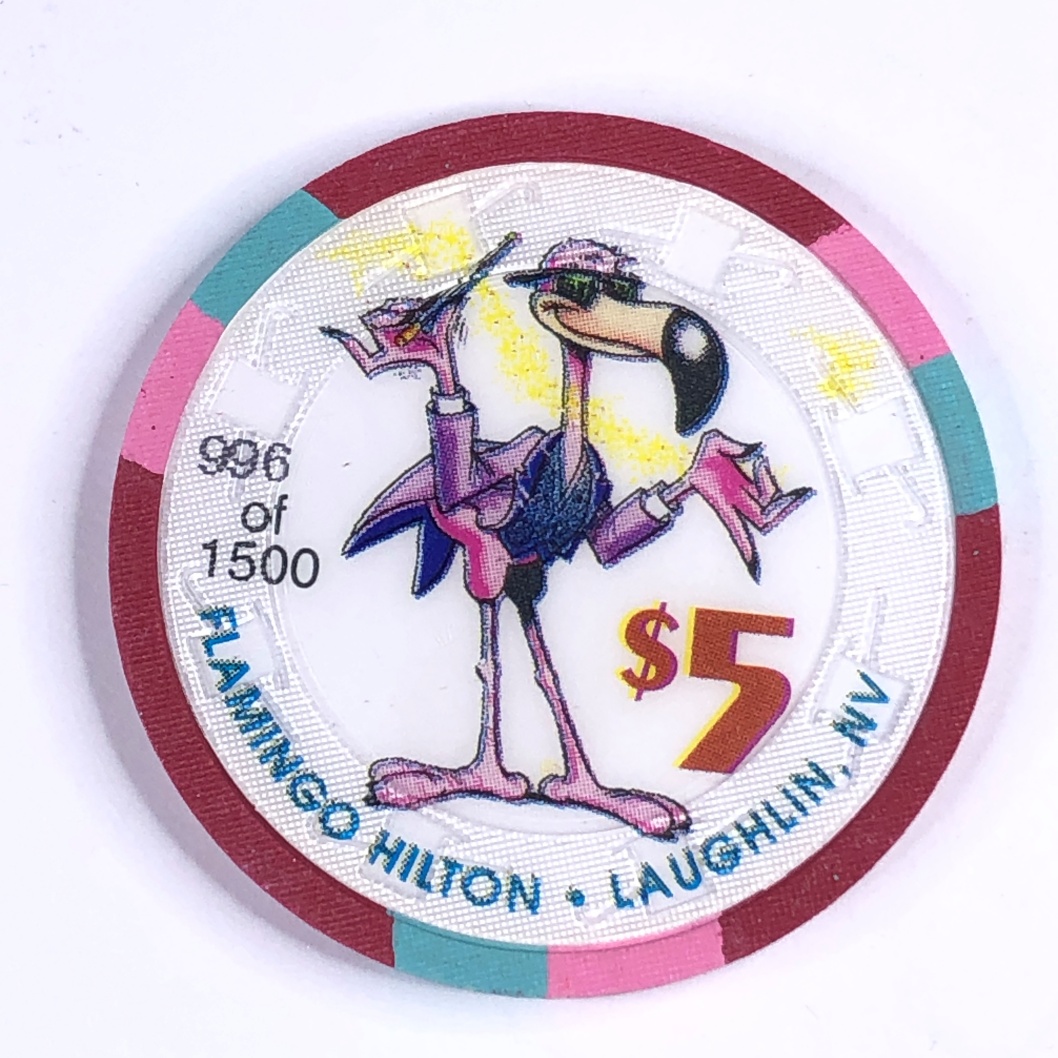 996
of
1500
$5
FLAMINGO HILTON • LAUGHLIN, NV